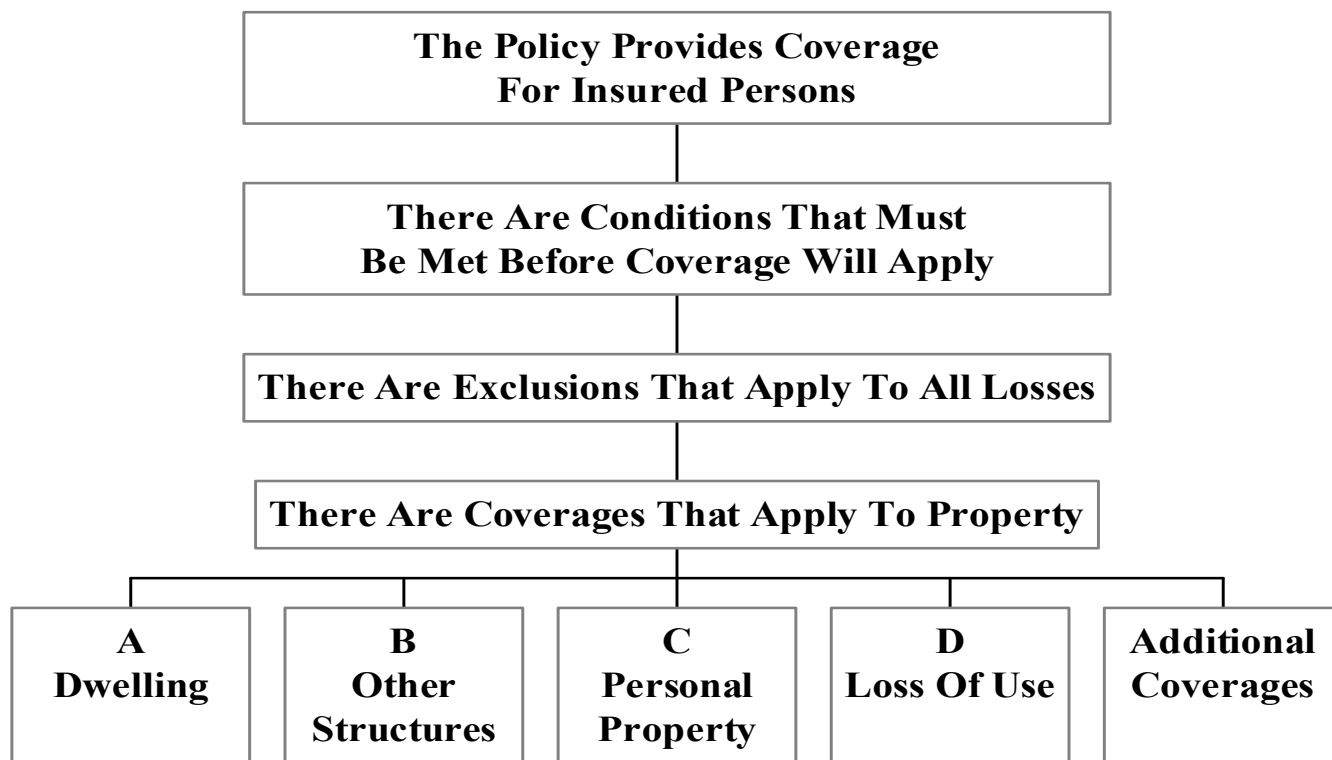 The Policy Provides Coverage
For Insured Persons
There Are Conditions That Must
Be Met Before Coverage Will Apply
There Are Exclusions That Apply To All Losses
There Are Coverages That Apply To Property
A
Dwelling
B
Other
Structures
C
Personal
Property
D
Loss Of Use
Additional
Coverages